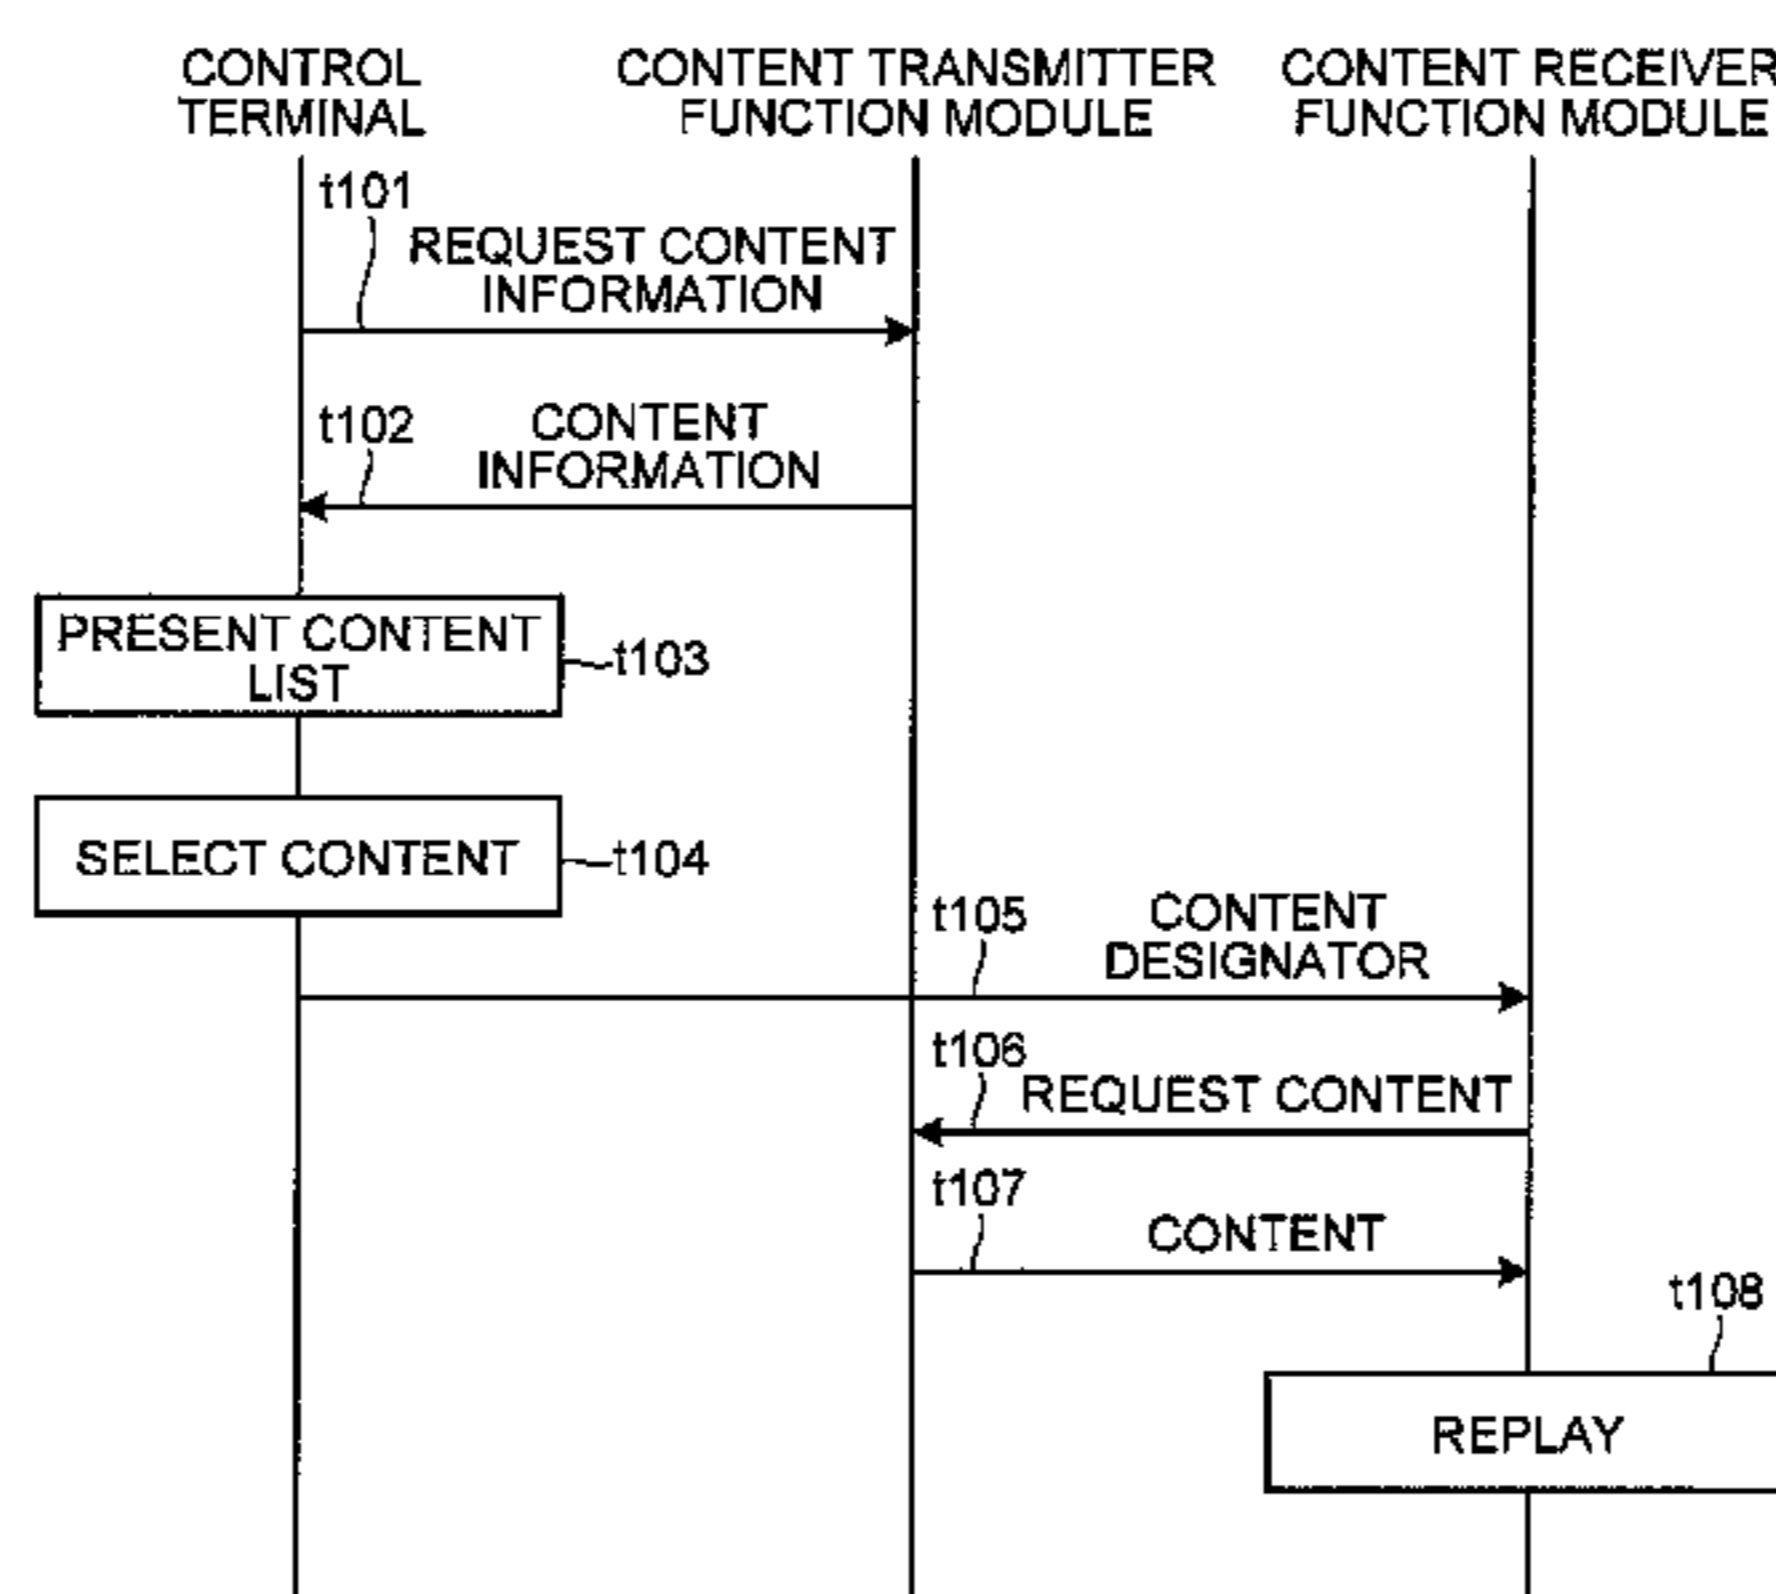 CONTROL
TERMINAL
CONTENT TRANSMITTER
FUNCTION MODULE
CONTENT RECEIVER
FUNCTION MODULE
t101
REQUEST CONTENT
INFORMATION
t102
CONTENT
INFORMATION
PRESENT CONTENT
LIST
t103
SELECT CONTENT
t104
t105
CONTENT
DESIGNATOR
t106
REQUEST CONTENT
t107
CONTENT
t108
REPLAY